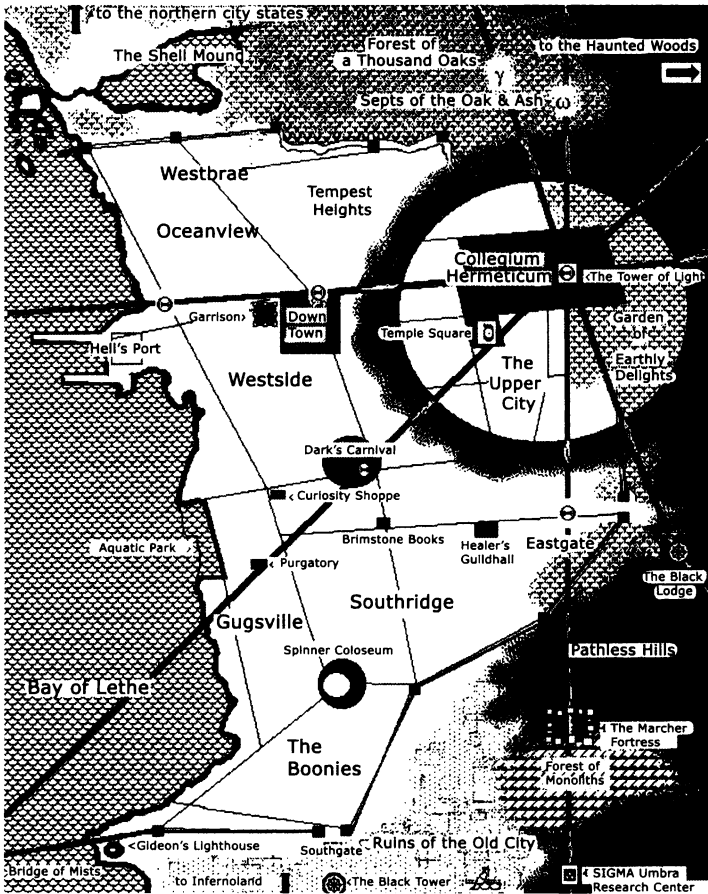 to the northern city states
The Shell Mound
Forest of
a Thousand Oaks
to the Haunted Woods
γ
Septs of the Oak & Ash
ω
Westbrae
Tempest
Heights
Oceanview
Collegium
Hermeticum
The Tower of Light
Garrison
Down
Town
Temple Square
Garden
of
Earthly
Delights
Hell's Port
Westside
The
Upper
City
Dark's Carnival
Curiosity Shoppe
Brimstone Books
Healer's
Guildhall
Eastgate
Aquatic Park
Purgatory
The Black
Lodge
Southridge
Gugsville
Spinner Coloseum
Pathless Hills
Bay of Lethe
The Marcher
Fortress
The
Boonies
Forest of
Monoliths
Gideon's Lighthouse
Southgate
Ruins of the Old City
Bridge of Mists
to Infernoland
The Black Tower
SIGMA Umbra
Research Center